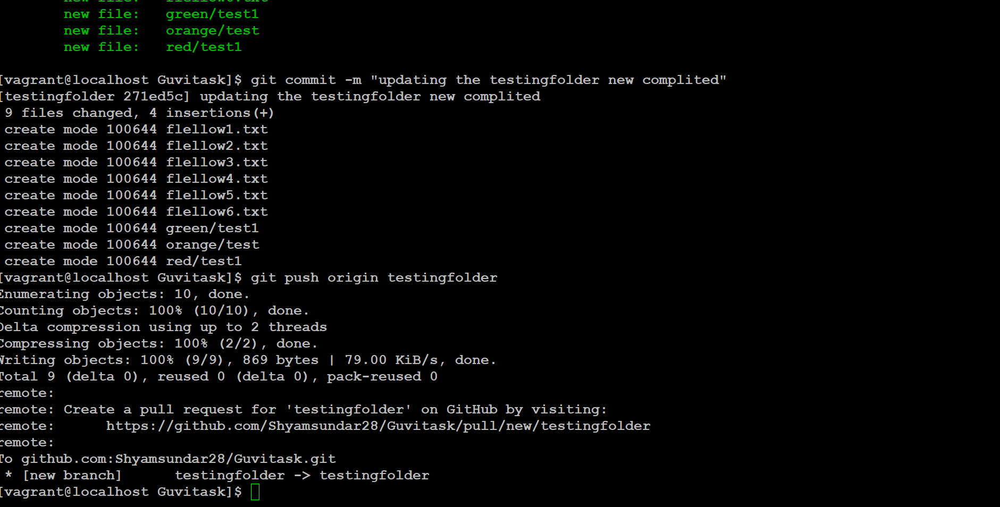 new file:   green/test1
new file:   orange/test
new file:   red/test1
[vagrant@localhost Guvitask]$ git commit -m "updating the testingfolder new complited"
[testingfolder 271ed5c] updating the testingfolder new complited
9 files changed, 4 insertions(+)
create mode 100644 flellow1.txt
create mode 100644 flellow2.txt
create mode 100644 flellow3.txt
create mode 100644 flellow4.txt
create mode 100644 flellow5.txt
create mode 100644 flellow6.txt
create mode 100644 green/test1
create mode 100644 orange/test
create mode 100644 red/test1
[vagrant@localhost Guvitask]$ git push origin testingfolder
Enumerating objects: 10, done.
Counting objects: 100% (10/10), done.
Delta compression using up to 2 threads
Compressing objects: 100% (2/2), done.
Writing objects: 100% (9/9), 869 bytes | 79.00 KiB/s, done.
Total 9 (delta 0), reused 0 (delta 0), pack-reused 0
remote:
remote: Create a pull request for 'testingfolder' on GitHub by visiting:
remote:      https://github.com/Shyamsundar28/Guvitask/pull/new/testingfolder
remote:
To github.com:Shyamsundar28/Guvitask.git
* [new branch]      testingfolder -> testingfolder
[vagrant@localhost Guvitask]$